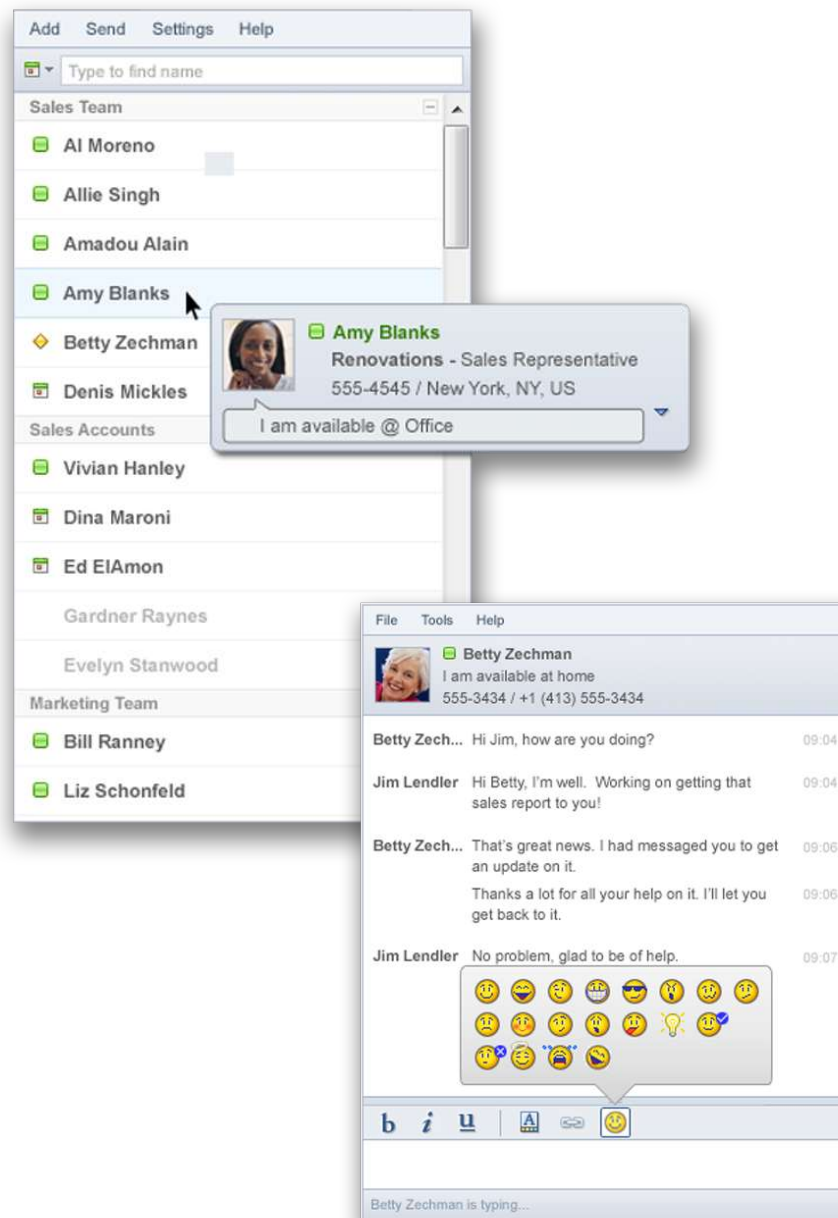 Add Send Settings Help
Type to find name
Sales Team
Al Moreno
Allie Singh
Amadou Alain
Amy Blanks
Betty Zechman
Denis Mickles
Sales Accounts
Vivian Hanley
Dina Maroni
Ed ElAmon
Gardner Raynes
Evelyn Stanwood
Marketing Team
Bill Ranney
Liz Schonfeld
Amy Blanks
Renovations - Sales Representative
555-4545 / New York, NY, US
I am available @ Office
File Tools Help
Betty Zechman
I am available at home
555-3434 / +1 (413) 555-3434
Betty Zech... Hi Jim, how are you doing? 09:04
Jim Lendler Hi Betty, I'm well. Working on getting that 09:04
sales report to you!
Betty Zech... That's great news. I had messaged you to get 09:06
an update on it.
Thanks a lot for all your help on it. I'll let you 09:06
get back to it.
Jim Lendler No problem, glad to be of help. 09:07
b i u A
Betty Zechman is typing...